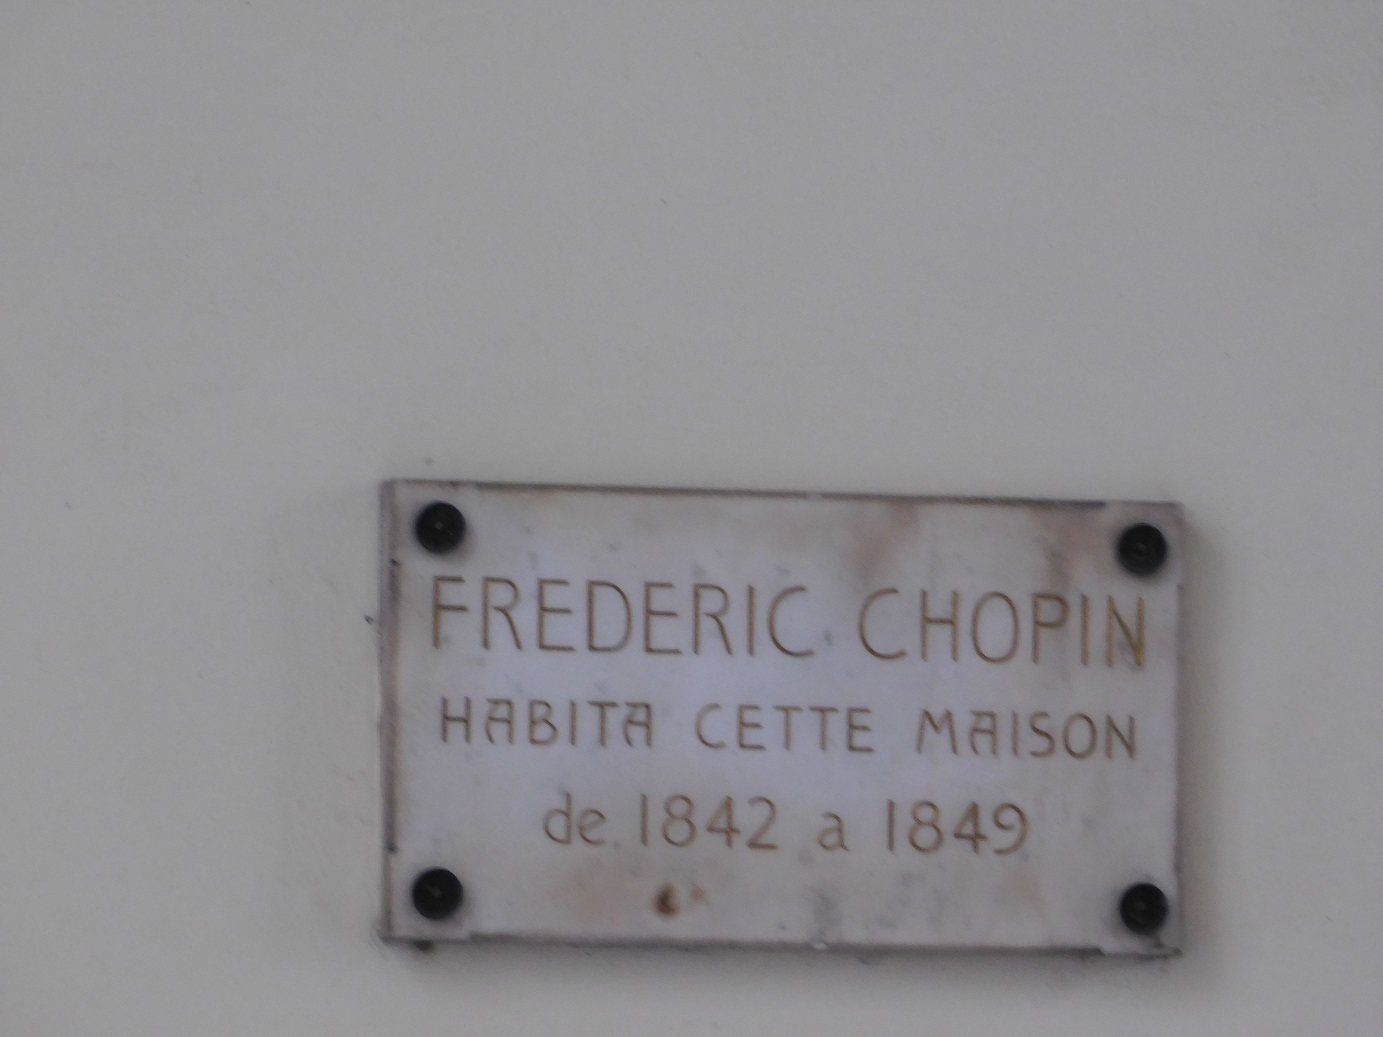 FREDERIC CHOPIN
HABITA CETTE MAISON
de 1842 a 1849